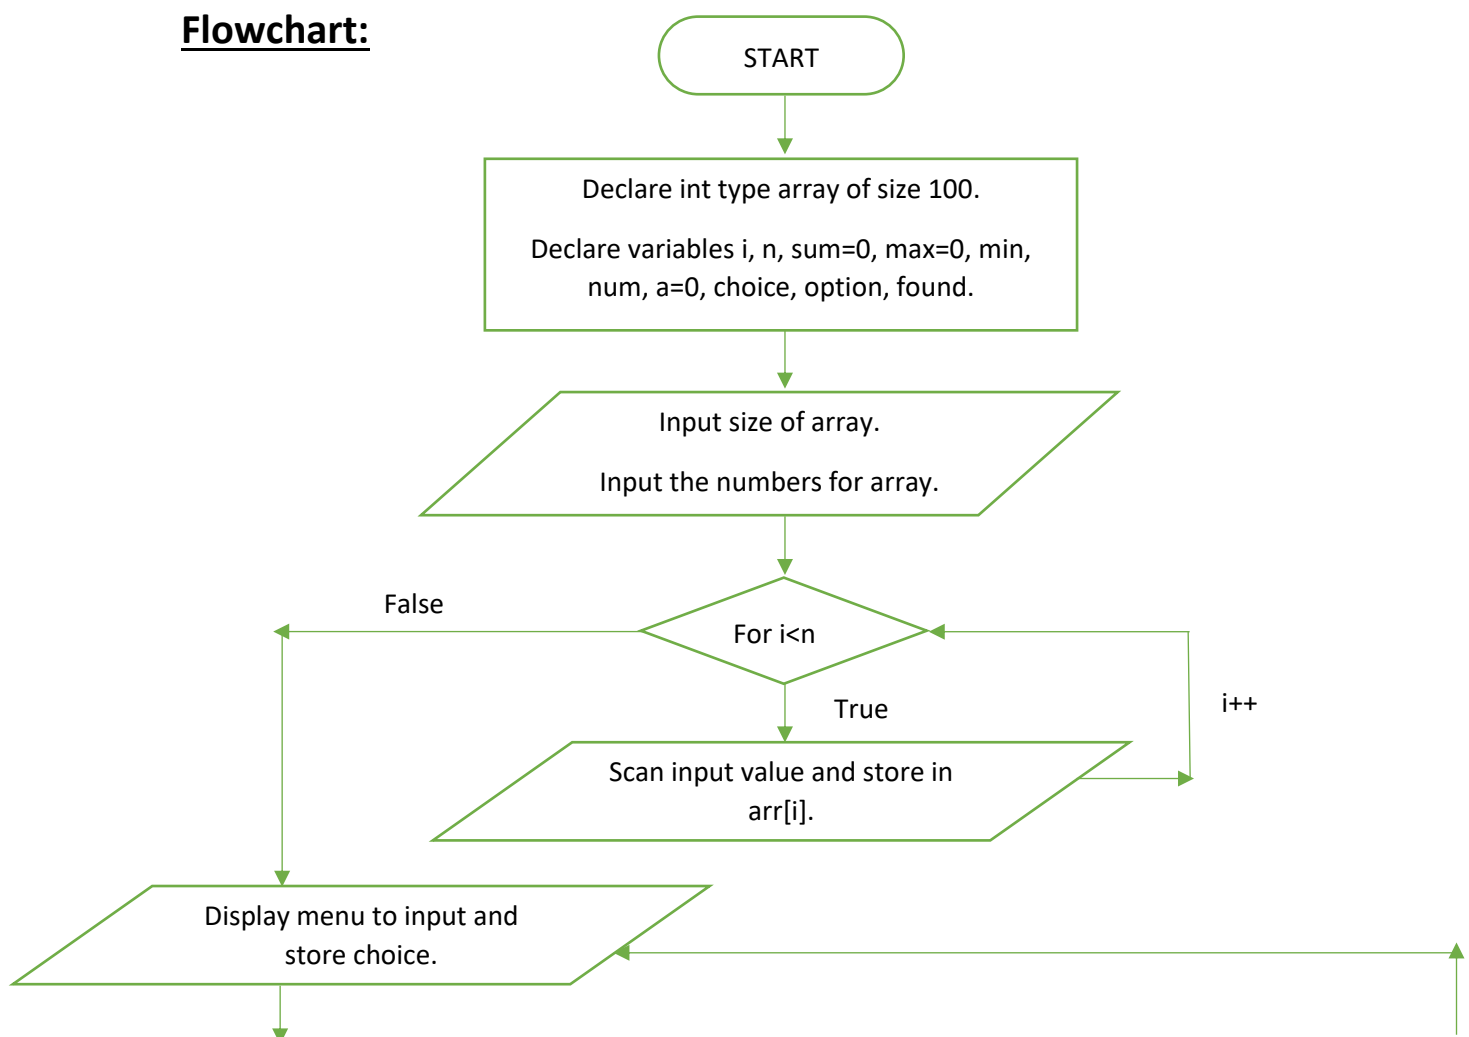 Flowchart:
START
Declare int type array of size 100.
Declare variables i, n, sum=0, max=0, min,
num, a=0, choice, option, found.
Input size of array.
Input the numbers for array.
False
For i<n
True
i++
Scan input value and store in
arr[i].
Display menu to input and
store choice.